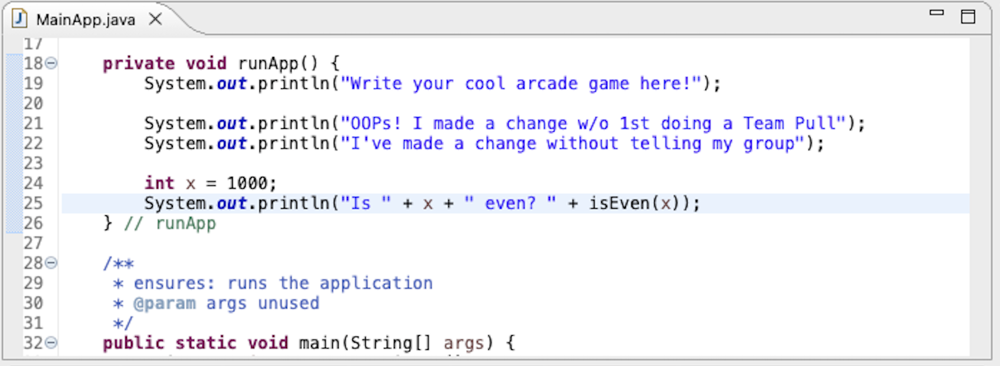 MainApp.java
17
18 private void runApp() {
19 System.out.println("Write your cool arcade game here!");
20
21 System.out.println("OOPs! I made a change w/o 1st doing a Team Pull");
22 System.out.println("I've made a change without telling my group");
23
24 int x = 1000;
25 System.out.println("Is " + x + " even? " + isEven(x));
26 } // runApp
27
28 /**
29 * ensures: runs the application
30 * @param args unused
31 */
32 public static void main(String[] args) {